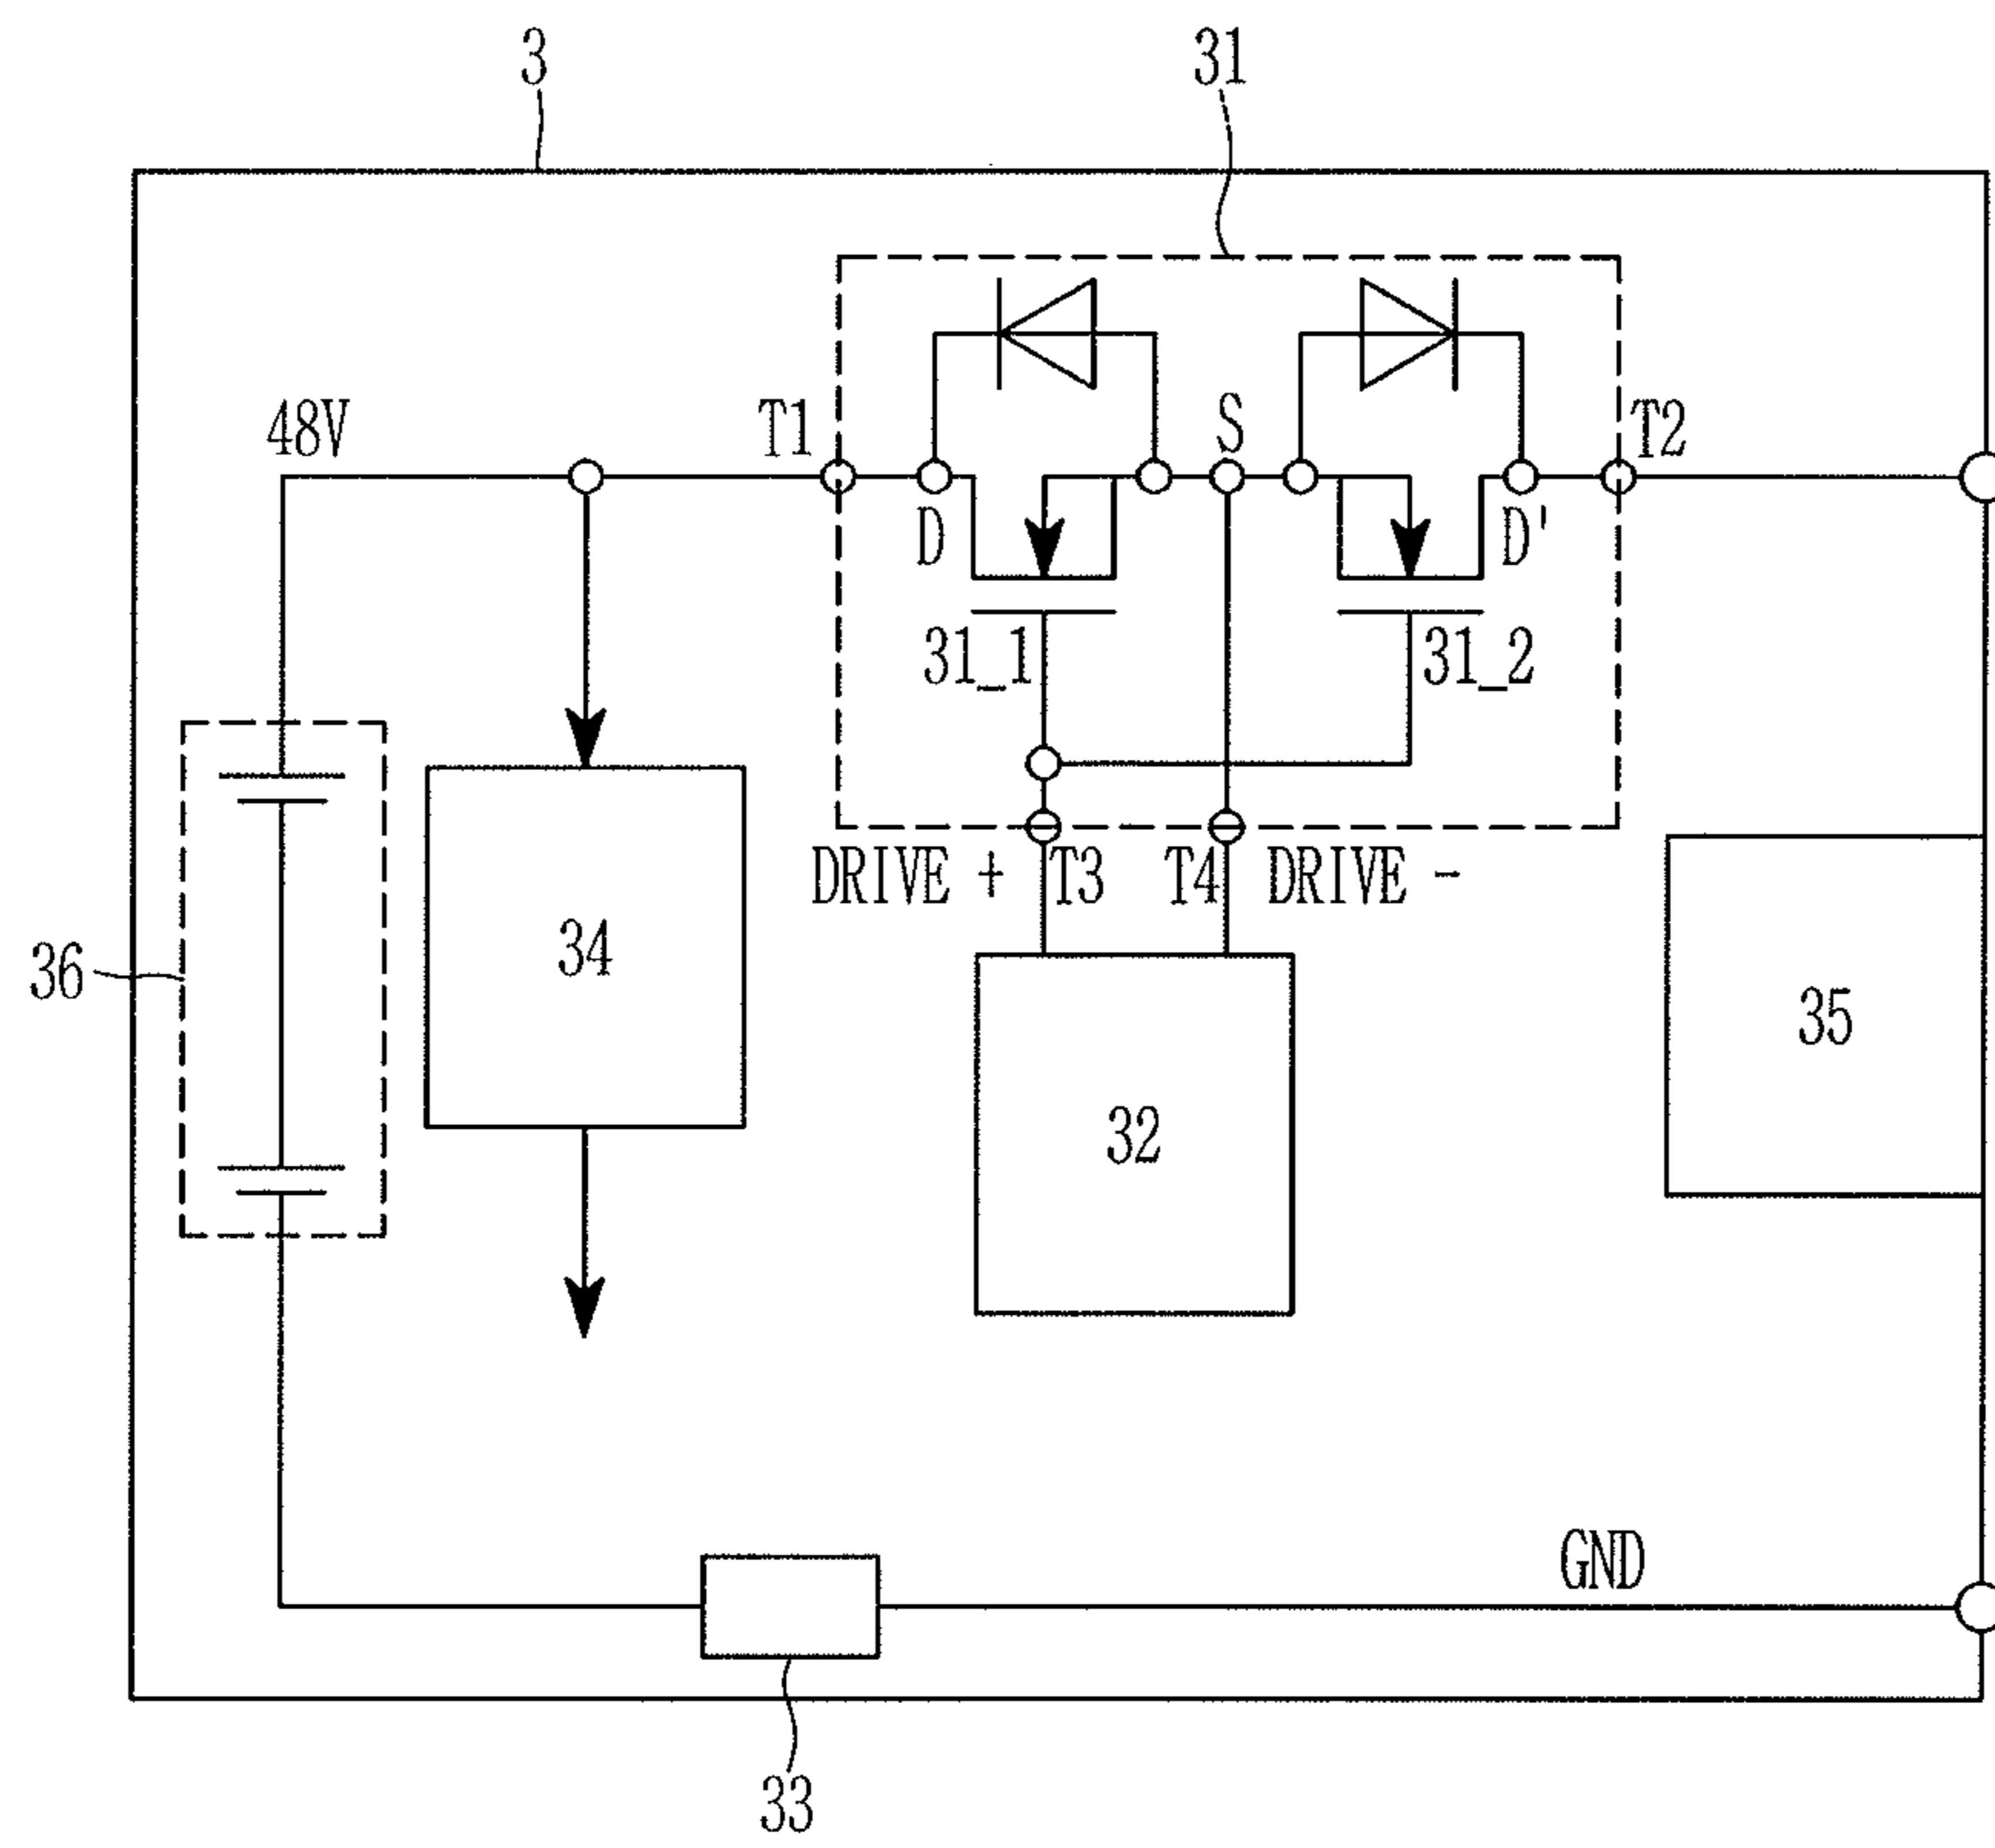 3
31
48V
T1
S
T2
D
D'
31_1
31_2
DRIVE + T3
T4 DRIVE -
34
36
35
32
GND
33